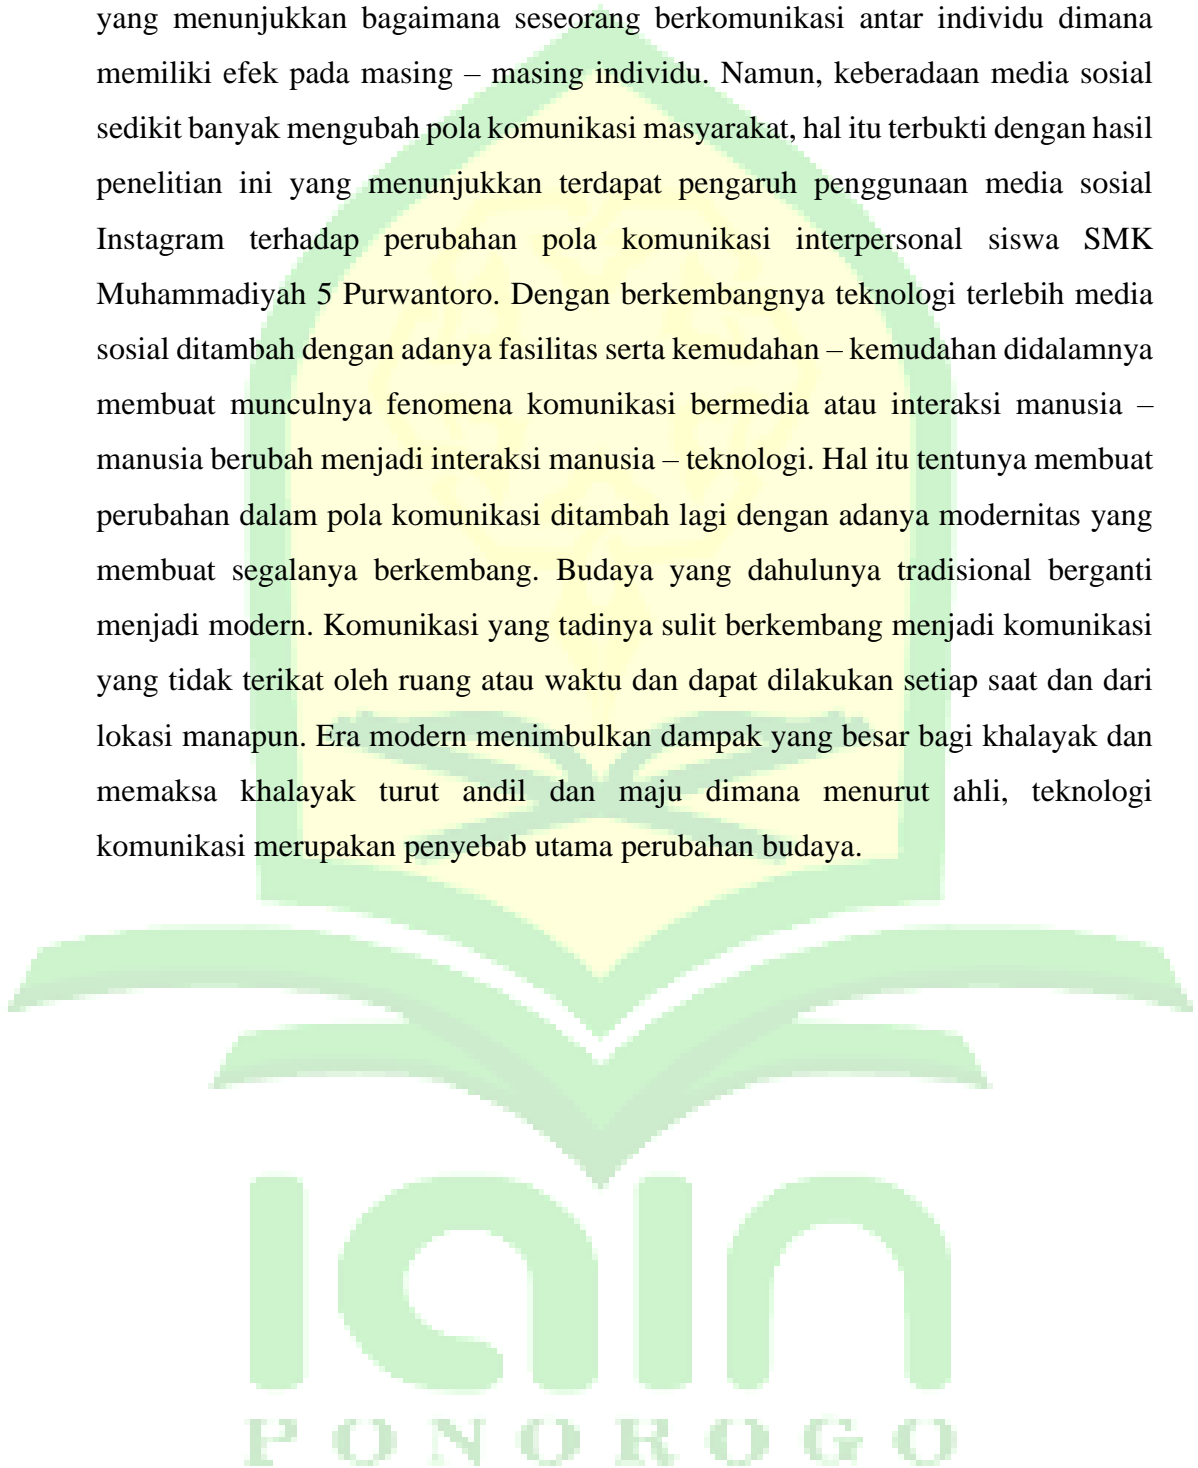 yang menunjukkan bagaimana seseorang berkomunikasi antar individu dimana
memiliki efek pada masing – masing individu. Namun, keberadaan media sosial
sedikit banyak mengubah pola komunikasi masyarakat, hal itu terbukti dengan hasil
penelitian ini yang menunjukkan terdapat pengaruh penggunaan media sosial
Instagram terhadap perubahan pola komunikasi interpersonal siswa SMK
Muhammadiyah 5 Purwantoro. Dengan berkembangnya teknologi terlebih media
sosial ditambah dengan adanya fasilitas serta kemudahan – kemudahan didalamnya
membuat munculnya fenomena komunikasi bermedia atau interaksi manusia –
manusia berubah menjadi interaksi manusia – teknologi. Hal itu tentunya membuat
perubahan dalam pola komunikasi ditambah lagi dengan adanya modernitas yang
membuat segalanya berkembang. Budaya yang dahulunya tradisional berganti
menjadi modern. Komunikasi yang tadinya sulit berkembang menjadi komunikasi
yang tidak terikat oleh ruang atau waktu dan dapat dilakukan setiap saat dan dari
lokasi manapun. Era modern menimbulkan dampak yang besar bagi khalayak dan
memaksa khalayak turut andil dan maju dimana menurut ahli, teknologi
komunikasi merupakan penyebab utama perubahan budaya.
iain
PONOROGO